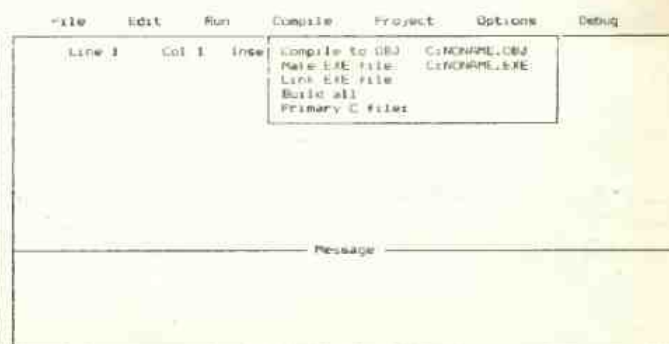 File Edit Run Compile Project Options Debug
Line 1 Col 1 Inse
Compile to OBJ C:NONAME.OBJ
Make EXE file C:NONAME.EXE
Link EXE file
Build all
Primary C file:
Message